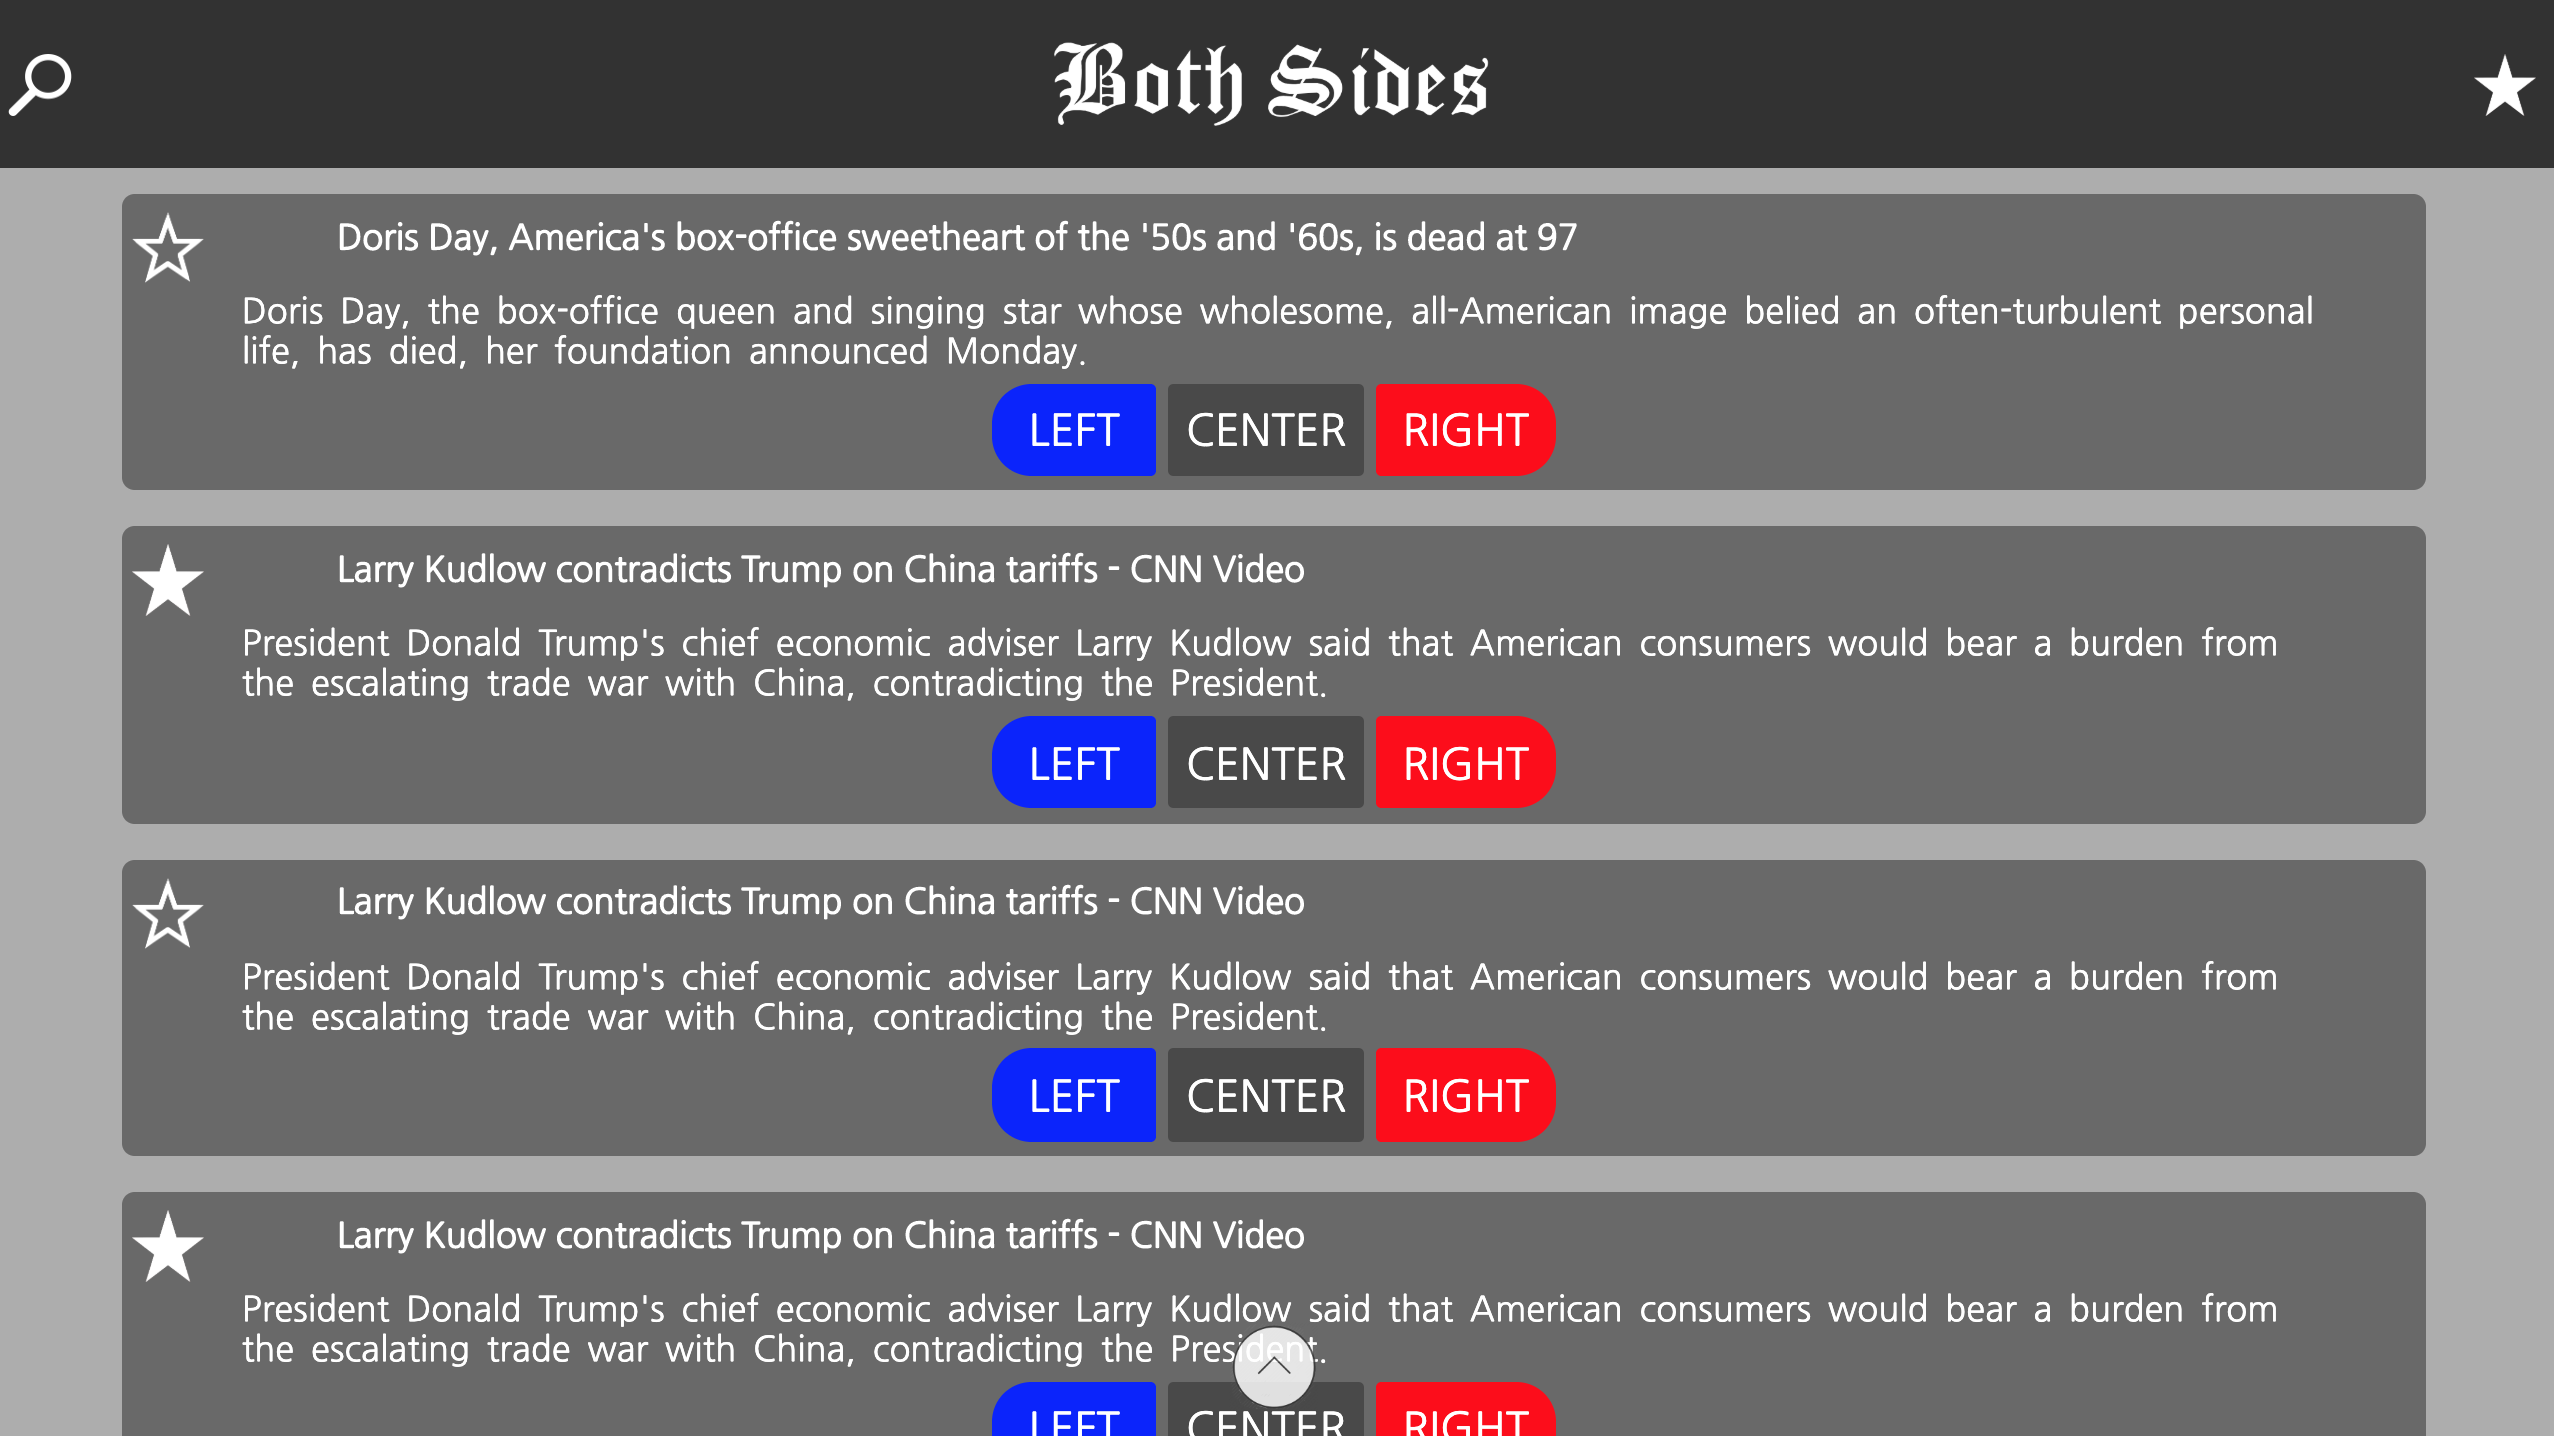 Both Sides
Doris Day, America's box-office sweetheart of the '50s and '60s, is dead at 97
Doris Day, the box-office queen and singing star whose wholesome, all-American image belied an often-turbulent personal
life, has died, her foundation announced Monday.
LEFT CENTER RIGHT
Larry Kudlow contradicts Trump on China tariffs - CNN Video
President Donald Trump's chief economic adviser Larry Kudlow said that American consumers would bear a burden from
the escalating trade war with China, contradicting the President.
LEFT CENTER RIGHT
Larry Kudlow contradicts Trump on China tariffs - CNN Video
President Donald Trump's chief economic adviser Larry Kudlow said that American consumers would bear a burden from
the escalating trade war with China, contradicting the President.
LEFT CENTER RIGHT
Larry Kudlow contradicts Trump on China tariffs - CNN Video
President Donald Trump's chief economic adviser Larry Kudlow said that American consumers would bear a burden from
the escalating trade war with China, contradicting the President.
LEFT CENTER RIGHT